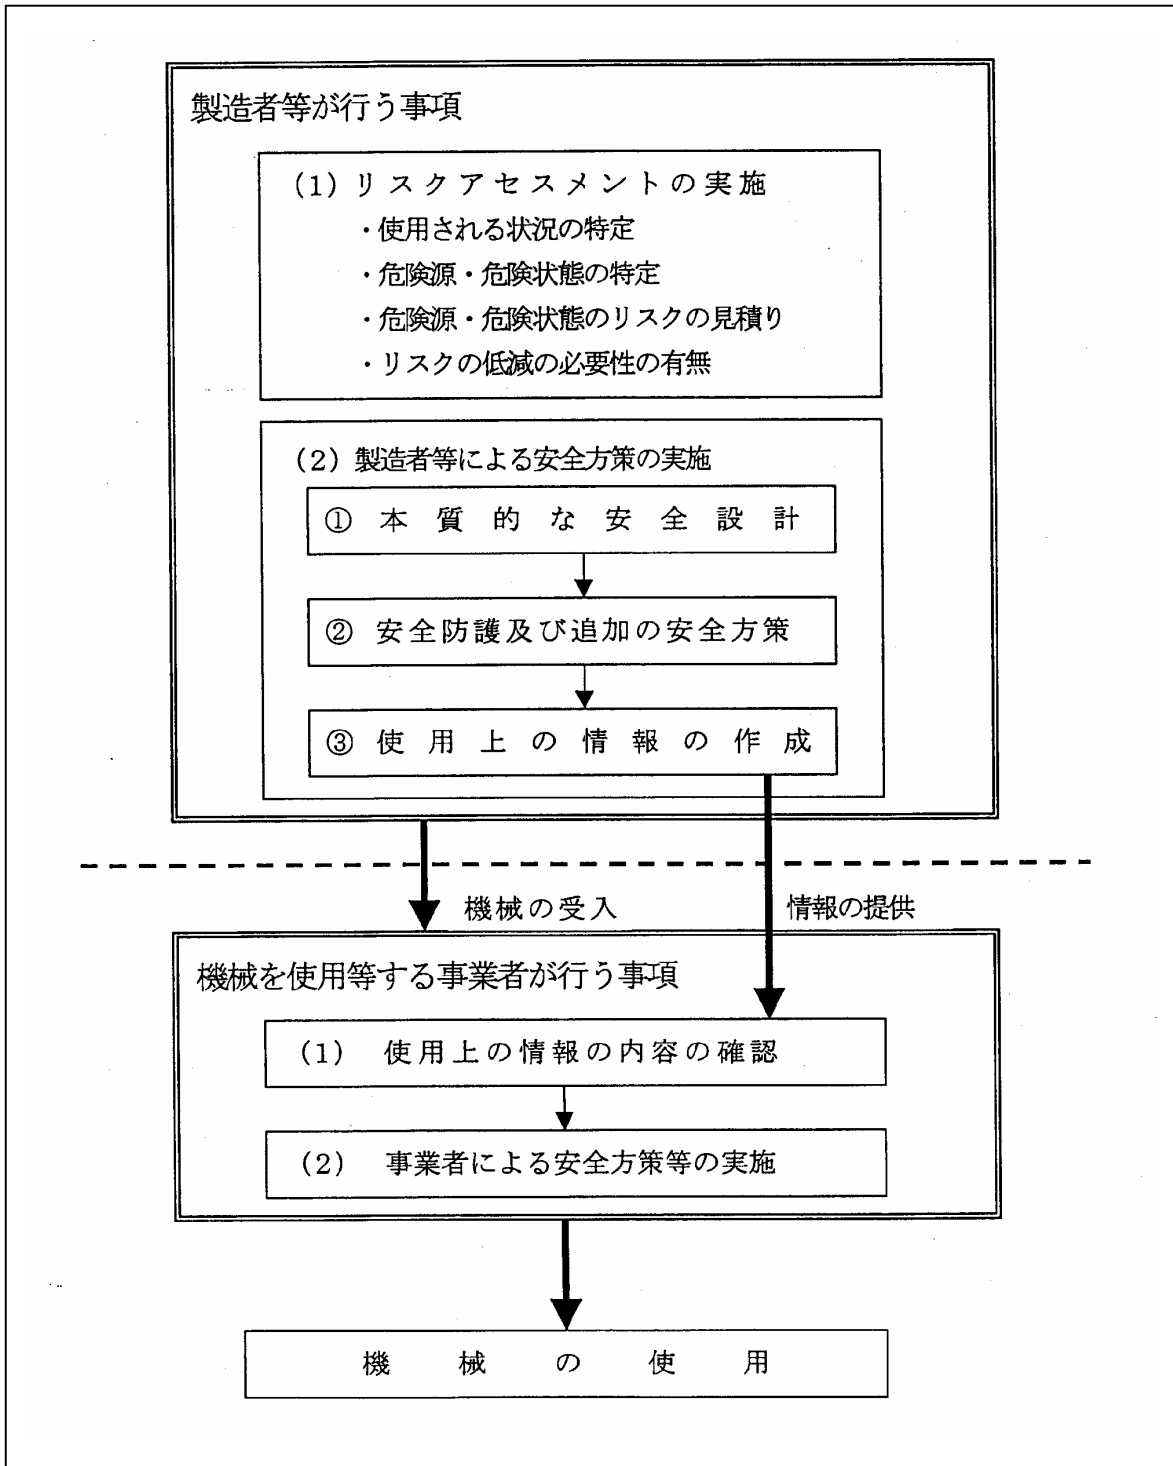 製造者等が行う事項
(1)リスクアセスメントの実施
・使用される状況の特定
・危険源・危険状態の特定
・危険源・危険状態のリスクの見積り
・リスクの低減の必要性の有無
(2)製造者等による安全方策の実施
①本質的な安全設計
②安全防護及び追加の安全方策
③使用上の情報の作成
機械の受入
情報の提供
機械を使用等する事業者が行う事項
(1) 使用上の情報の内容の確認
(2) 事業者による安全方策等の実施
機械の使用